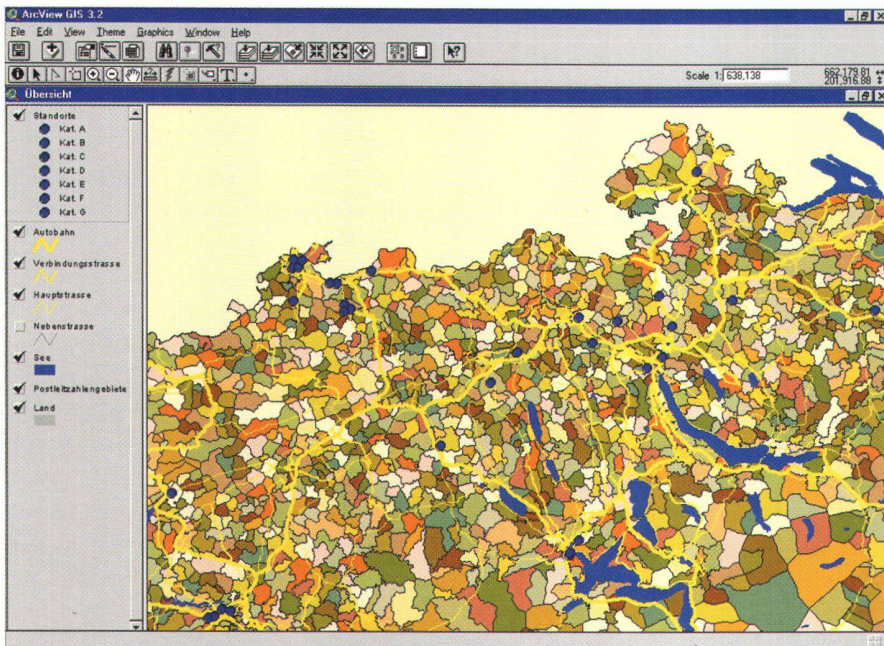 ArcView GIS 3.2
File Edit View Theme Graphics Window Help
Scale 1: 638,138
662,179.81
201,916.88
Übersicht
Standorte
Kat. A
Kat. B
Kat. C
Kat. D
Kat. E
Kat. F
Kat. G
Autobahn
Verbindungsstrasse
Hauptstrasse
Nebenstrasse
See
Postleitzahlengebiete
Land